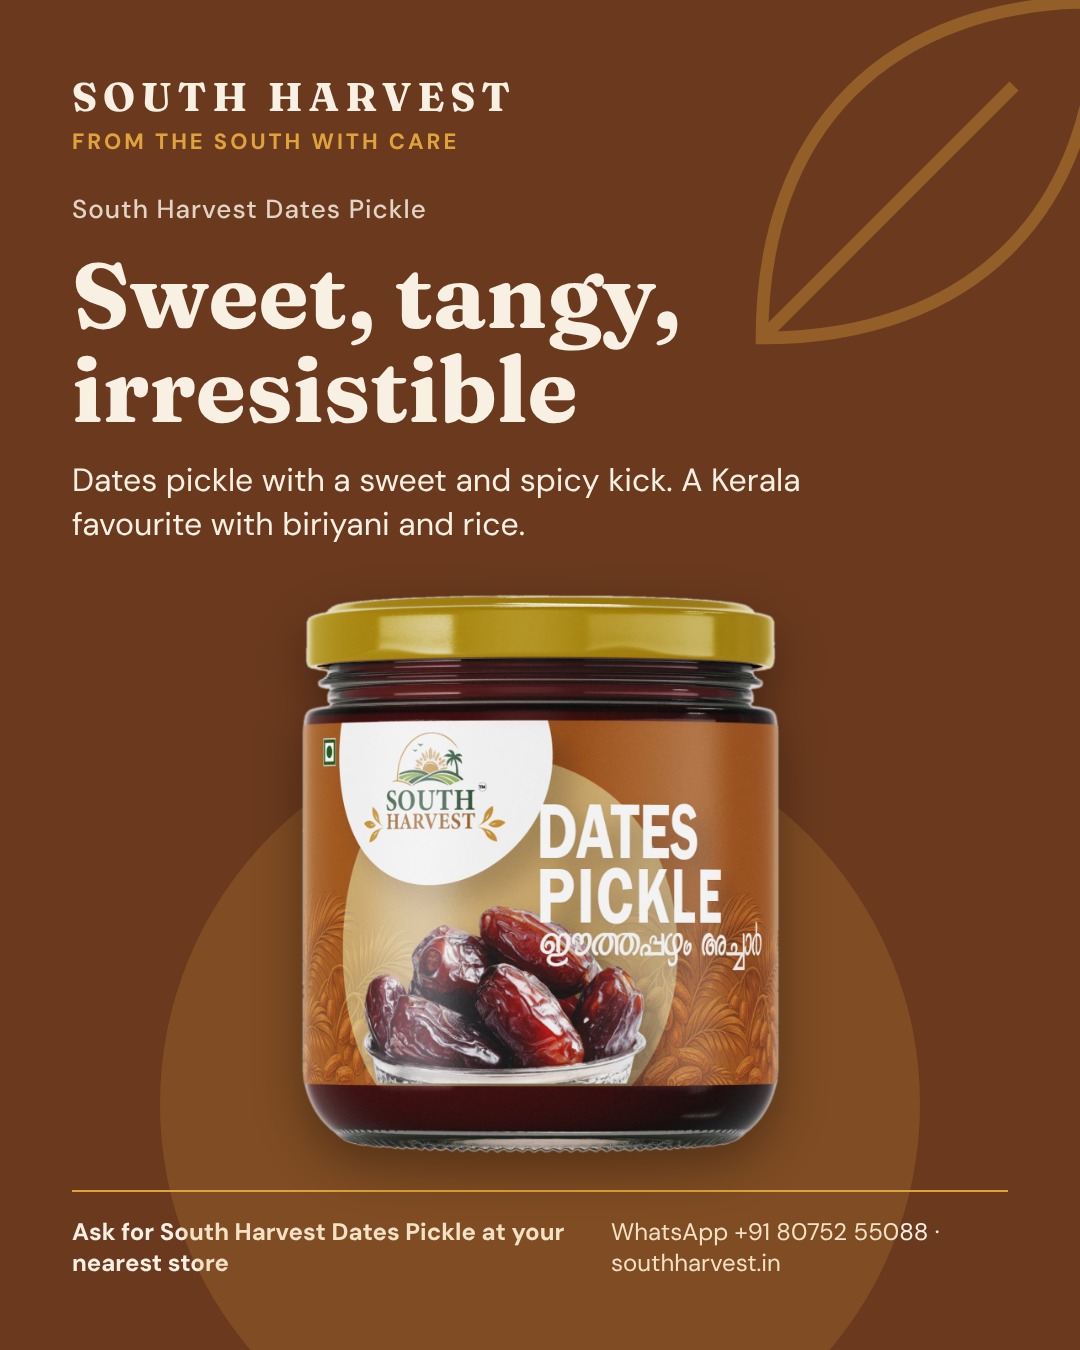 SOUTH HARVEST
FROM THE SOUTH WITH CARE
South Harvest Dates Pickle
Sweet, tangy,
irresistible
Dates pickle with a sweet and spicy kick. A Kerala
favourite with biriyani and rice.
SOUTH ™
HARVEST
DATES
PICKLE
ഈത്തപ്പഴം അച്ചാർ
Ask for South Harvest Dates Pickle at your
nearest store
WhatsApp +91 80752 55088 ·
southharvest.in